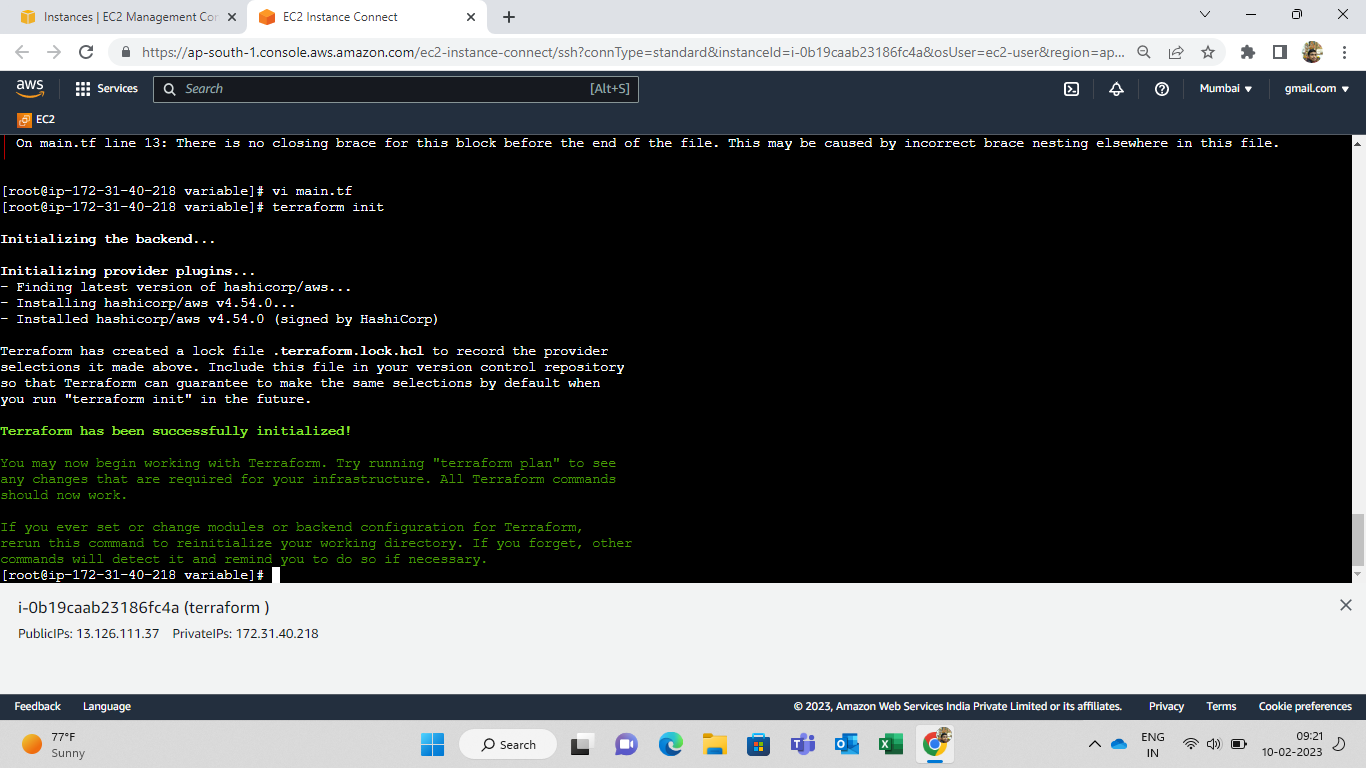 Instances | EC2 Management Con
EC2 Instance Connect
https://ap-south-1.console.aws.amazon.com/ec2-instance-connect/ssh?connType=standard&instanceId=i-0b19caab23186fc4a&osUser=ec2-user&region=ap...
aws
Services
Search
[Alt+S]
Mumbai
gmail.com
EC2
On main.tf line 13: There is no closing brace for this block before the end of the file. This may be caused by incorrect brace nesting elsewhere in this file.
[root@ip-172-31-40-218 variable]# vi main.tf
[root@ip-172-31-40-218 variable]# terraform init
Initializing the backend...
Initializing provider plugins...
- Finding latest version of hashicorp/aws...
- Installing hashicorp/aws v4.54.0...
- Installed hashicorp/aws v4.54.0 (signed by HashiCorp)
Terraform has created a lock file .terraform.lock.hcl to record the provider
selections it made above. Include this file in your version control repository
so that Terraform can guarantee to make the same selections by default when
you run "terraform init" in the future.
Terraform has been successfully initialized!
You may now begin working with Terraform. Try running "terraform plan" to see
any changes that are required for your infrastructure. All Terraform commands
should now work.
If you ever set or change modules or backend configuration for Terraform,
rerun this command to reinitialize your working directory. If you forget, other
commands will detect it and remind you to do so if necessary.
[root@ip-172-31-40-218 variable]#
i-0b19caab23186fc4a (terraform )
PublicIPs: 13.126.111.37 PrivateIPs: 172.31.40.218
Feedback
Language
© 2023, Amazon Web Services India Private Limited or its affiliates.
Privacy
Terms
Cookie preferences
77°F
Sunny
Search
ENG
IN
09:21
10-02-2023